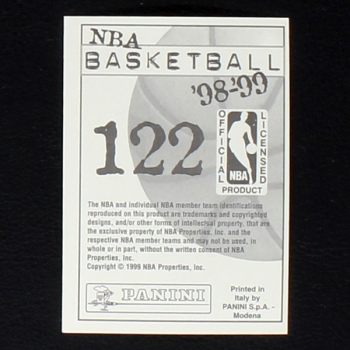 NBA
BASKETBALL
'98-'99
122
OFFICIAL
LICENSED
NBA
PRODUCT
The NBA and individual NBA member team identifications
reproduced on this product are trademarks and copyrighted
designs, and/or other forms of intellectual property, that are
the exclusive property of NBA Properties, Inc. and the
respective NBA member teams and may not be used, in
whole or in part, without the written consent of NBA
Properties, Inc.
Copyright © 1999 NBA Properties, Inc.
PANINI
Printed in
Italy by
PANINI S.p.A. -
Modena